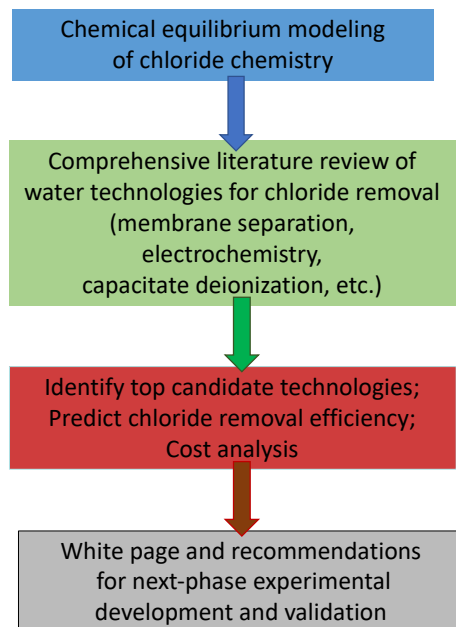 Chemical equilibrium modeling
of chloride chemistry
Comprehensive literature review of
water technologies for chloride removal
(membrane separation,
electrochemistry,
capacitate deionization, etc.)
Identify top candidate technologies;
Predict chloride removal efficiency;
Cost analysis
White page and recommendations
for next-phase experimental
development and validation